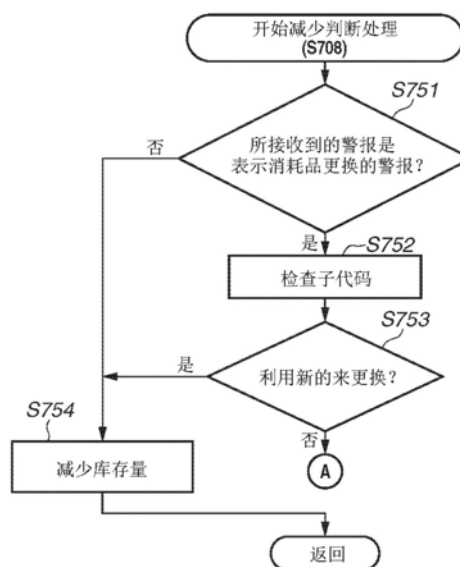 开始减少判断处理
(S708)
S751
所接收到的警报是
表示消耗品更换的警报？
否
是
S752
检查子代码
S753
利用新的来更换？
是
否
S754
减少库存量
A
返回